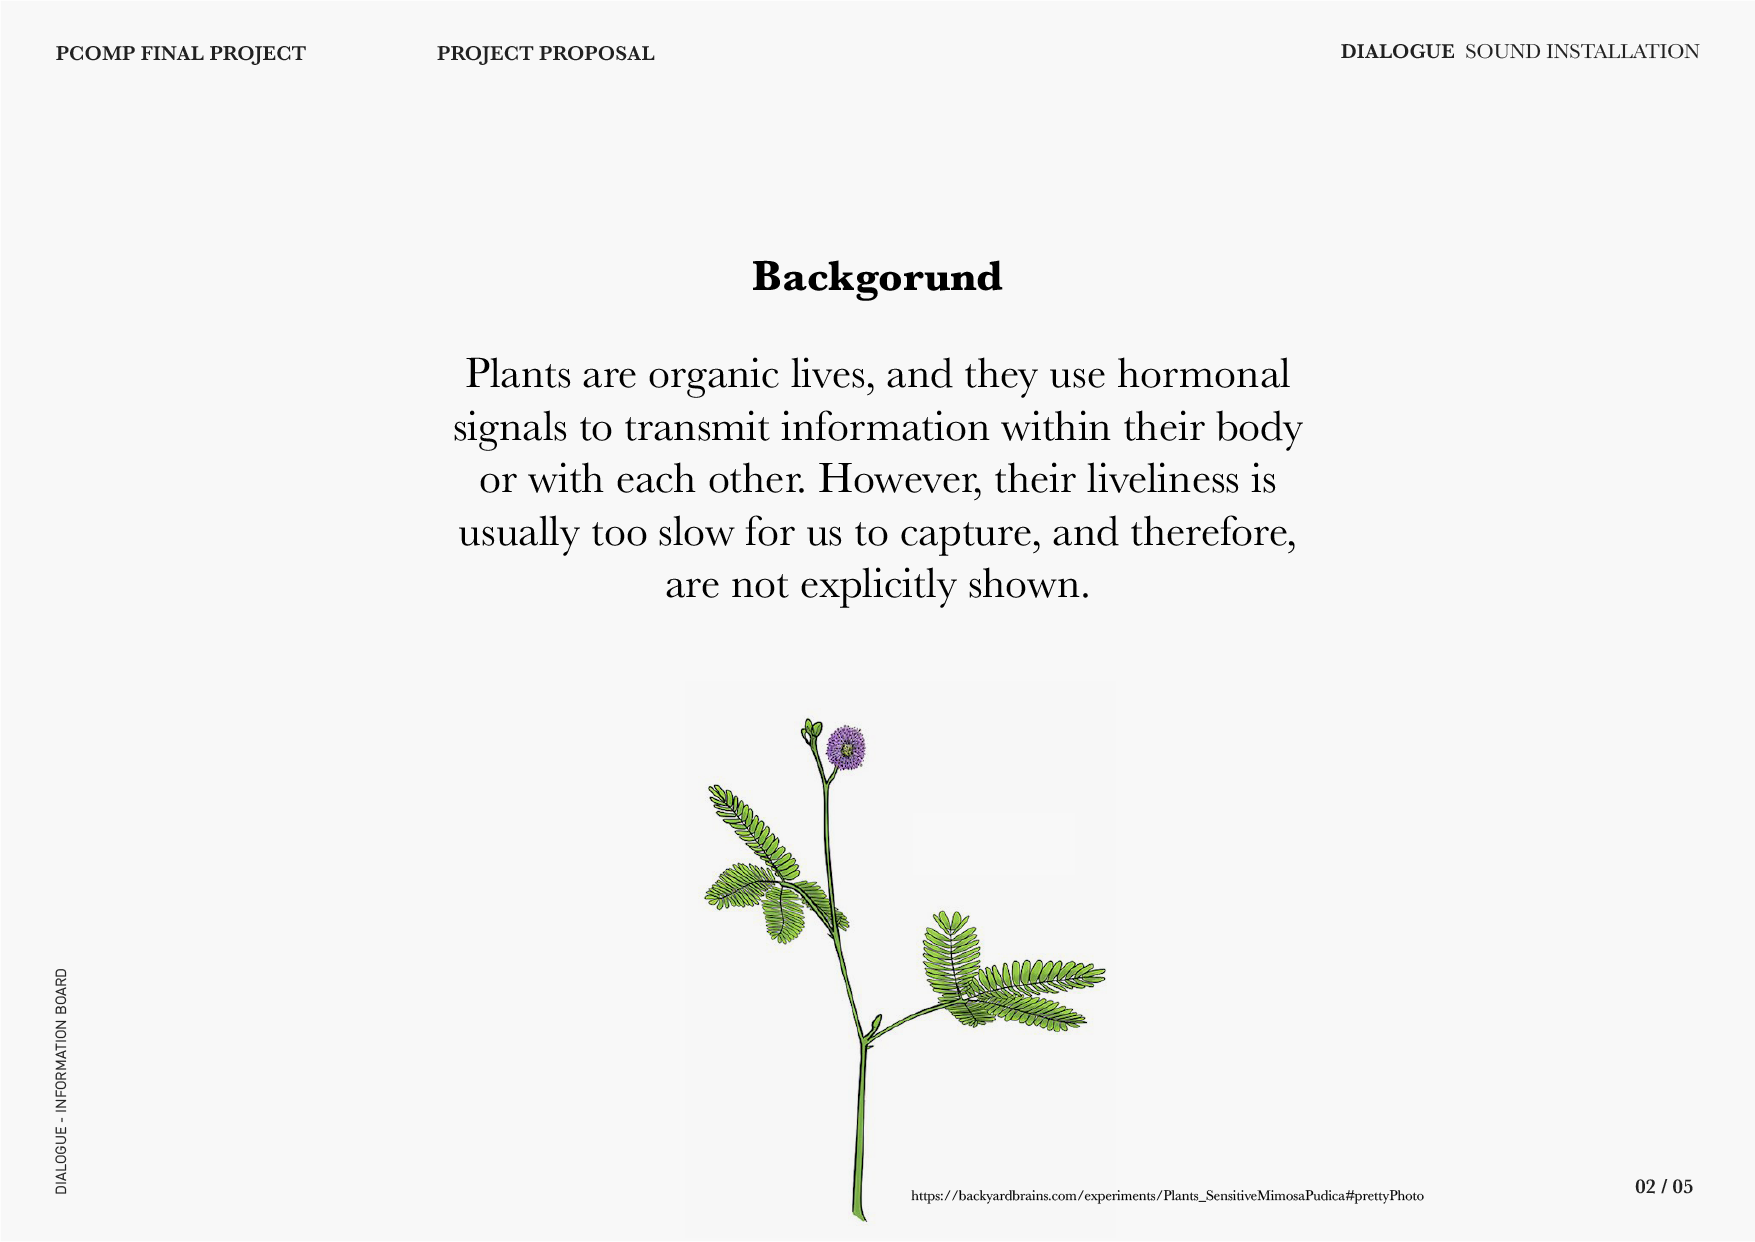 PCOMP FINAL PROJECT
PROJECT PROPOSAL
DIALOGUE SOUND INSTALLATION
Backgorund
Plants are organic lives, and they use hormonal
signals to transmit information within their body
or with each other. However, their liveliness is
usually too slow for us to capture, and therefore,
are not explicitly shown.
DIALOGUE - INFORMATION BOARD
https://backyardbrains.com/experiments/Plants_SensitiveMimosaPudica#prettyPhoto
02 / 05